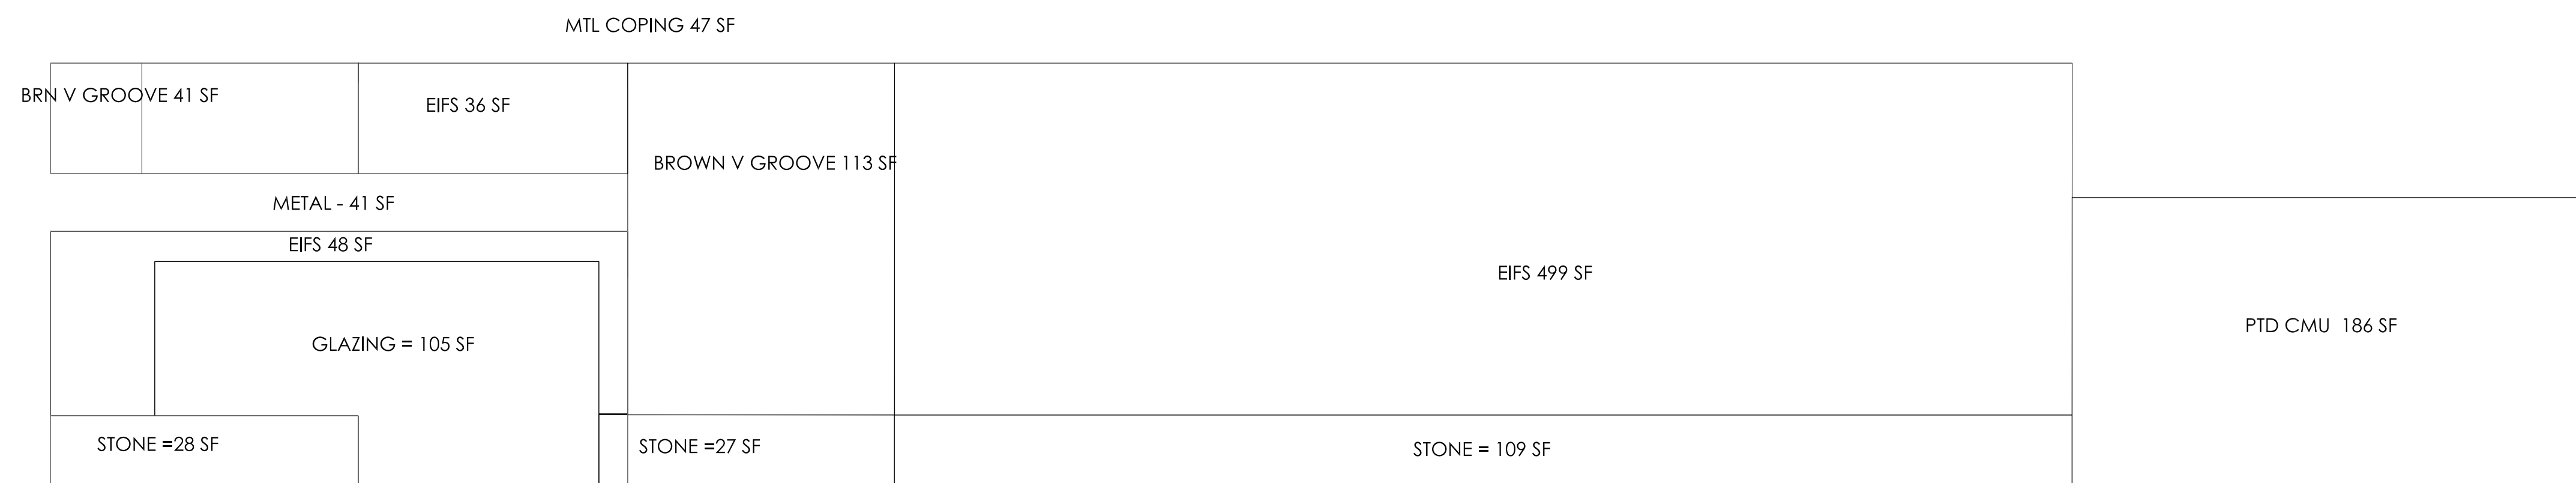 MTL COPING 47 SF
BRN V GROOVE 41 SF
EIFS 36 SF
BROWN V GROOVE 113 SF
METAL - 41 SF
EIFS 48 SF
EIFS 499 SF
PTD CMU  186 SF
GLAZING = 105 SF
STONE =28 SF
STONE =27 SF
STONE = 109 SF